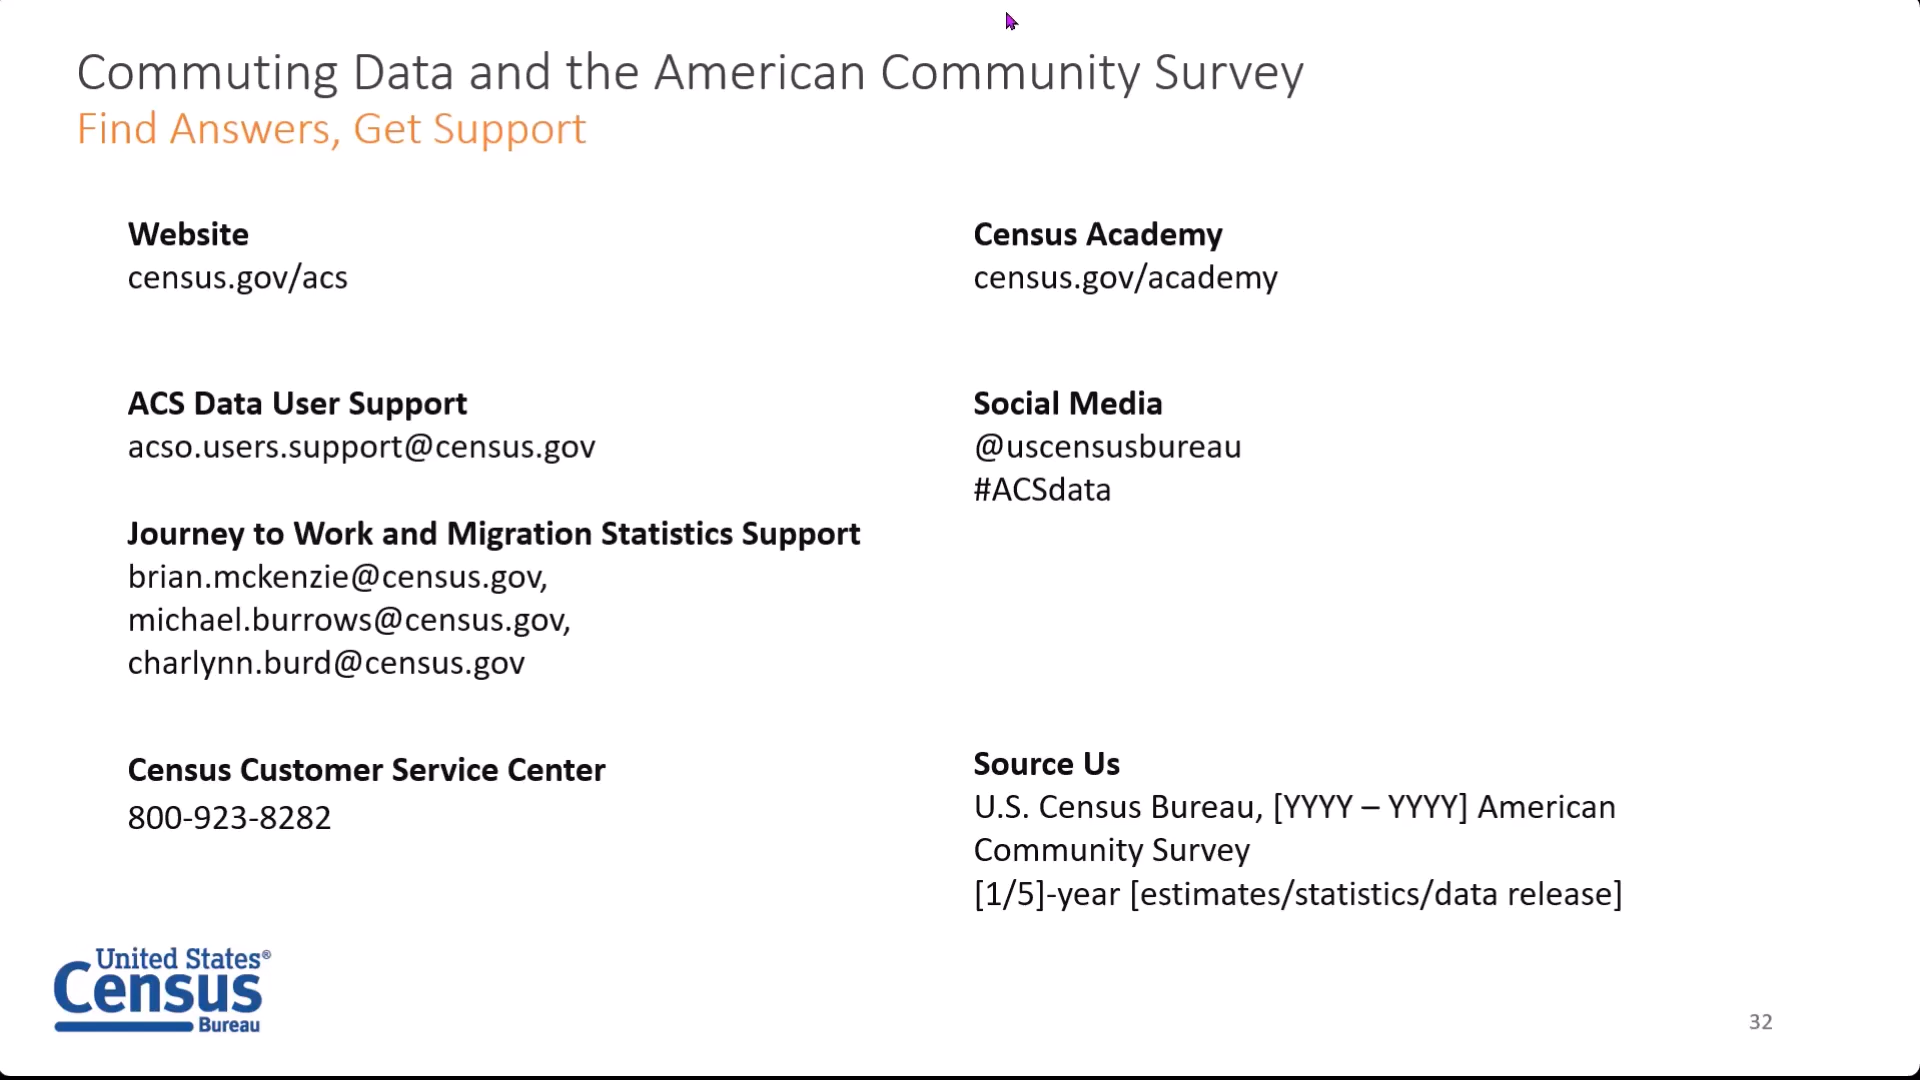 Commuting Data and the American Community Survey
Find Answers, Get Support
Website
census.gov/acs
ACS Data User Support
acso.users.support@census.gov
Journey to Work and Migration Statistics Support
brian.mckenzie@census.gov,
michael.burrows@census.gov,
charlynn.burd@census.gov
Census Customer Service Center
800-923-8282
Census Academy
census.gov/academy
Social Media
@uscensusbureau
#ACSdata
Source Us
U.S. Census Bureau, [YYYY – YYYY] American
Community Survey
[1/5]-year [estimates/statistics/data release]
United States®
Census
Bureau
32